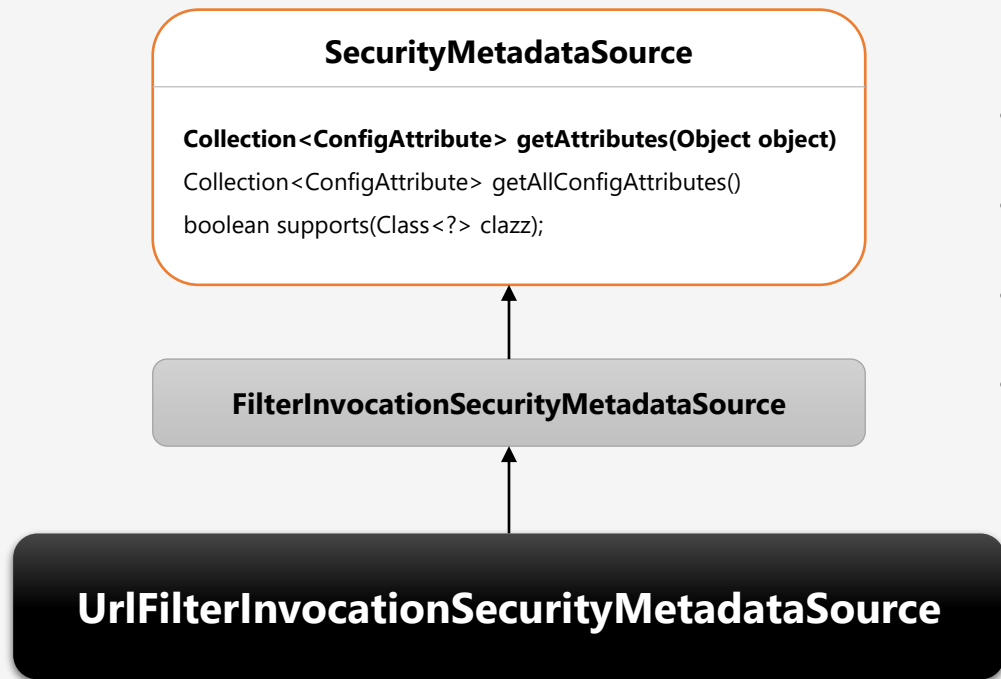 SecurityMetadataSource
Collection<ConfigAttribute> getAttributes(Object object)
Collection<ConfigAttribute> getAllConfigAttributes()
boolean supports(Class<?> clazz);
FilterInvocationSecurityMetadataSource
UrlFilterInvocationSecurityMetadataSource